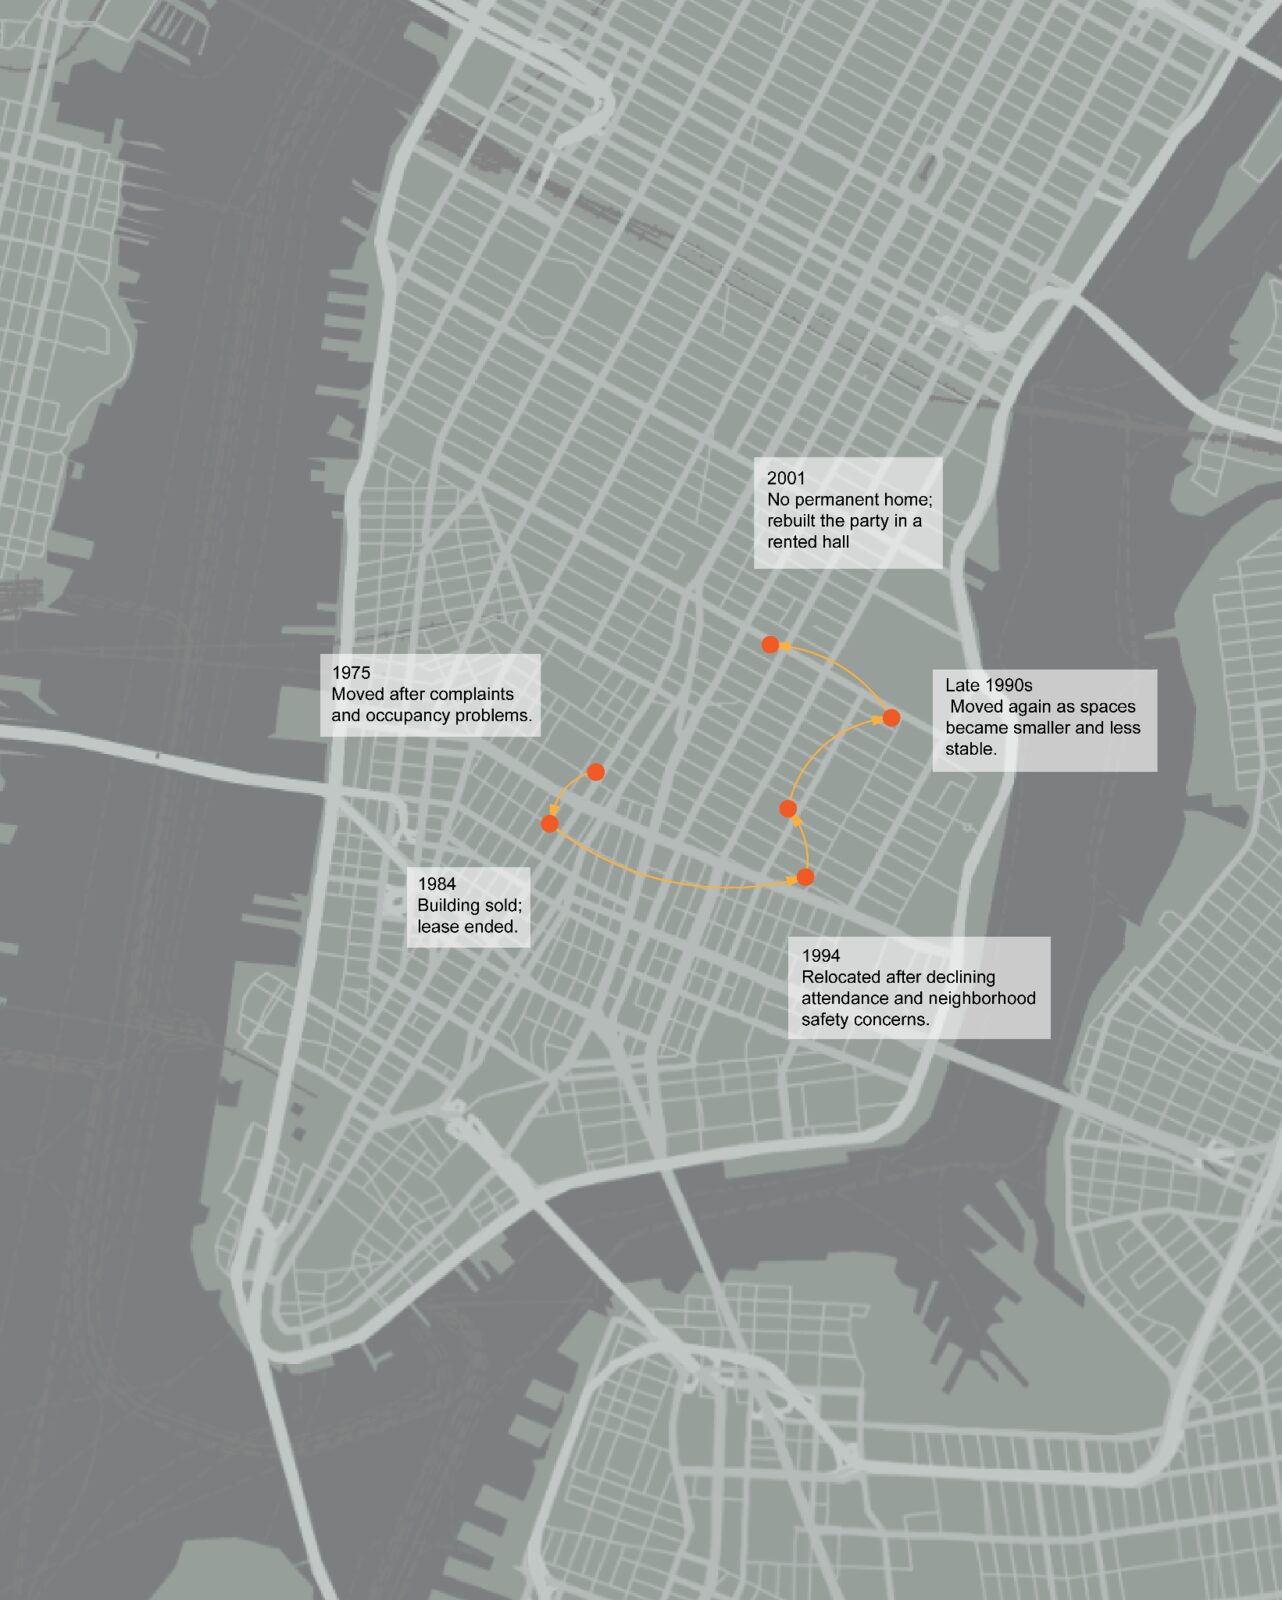 2001
No permanent home;
rebuilt the party in a
rented hall
1975
Moved after complaints
and occupancy problems.
Late 1990s
Moved again as spaces
became smaller and less
stable.
1984
Building sold;
lease ended.
1994
Relocated after declining
attendance and neighborhood
safety concerns.